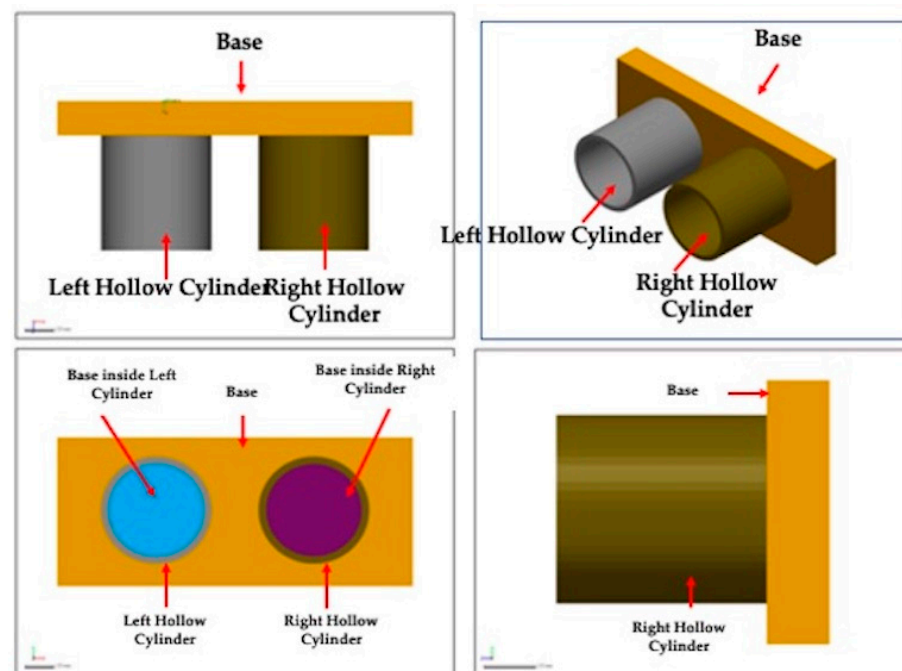 Base
Left Hollow Cylinder
Right Hollow
Cylinder
Base
Left Hollow Cylinder
Right Hollow
Cylinder
Base inside Left
Cylinder
Base
Base inside Right
Cylinder
Left Hollow
Cylinder
Right Hollow
Cylinder
Base
Right Hollow
Cylinder